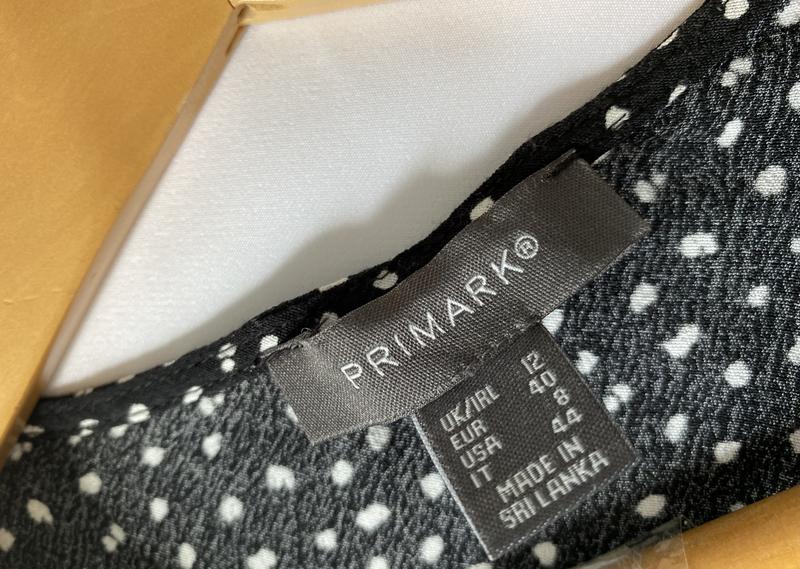 PRIMARK®
UK/IRL 12
EUR 40
USA 8
IT 44
MADE IN
SRI LANKA